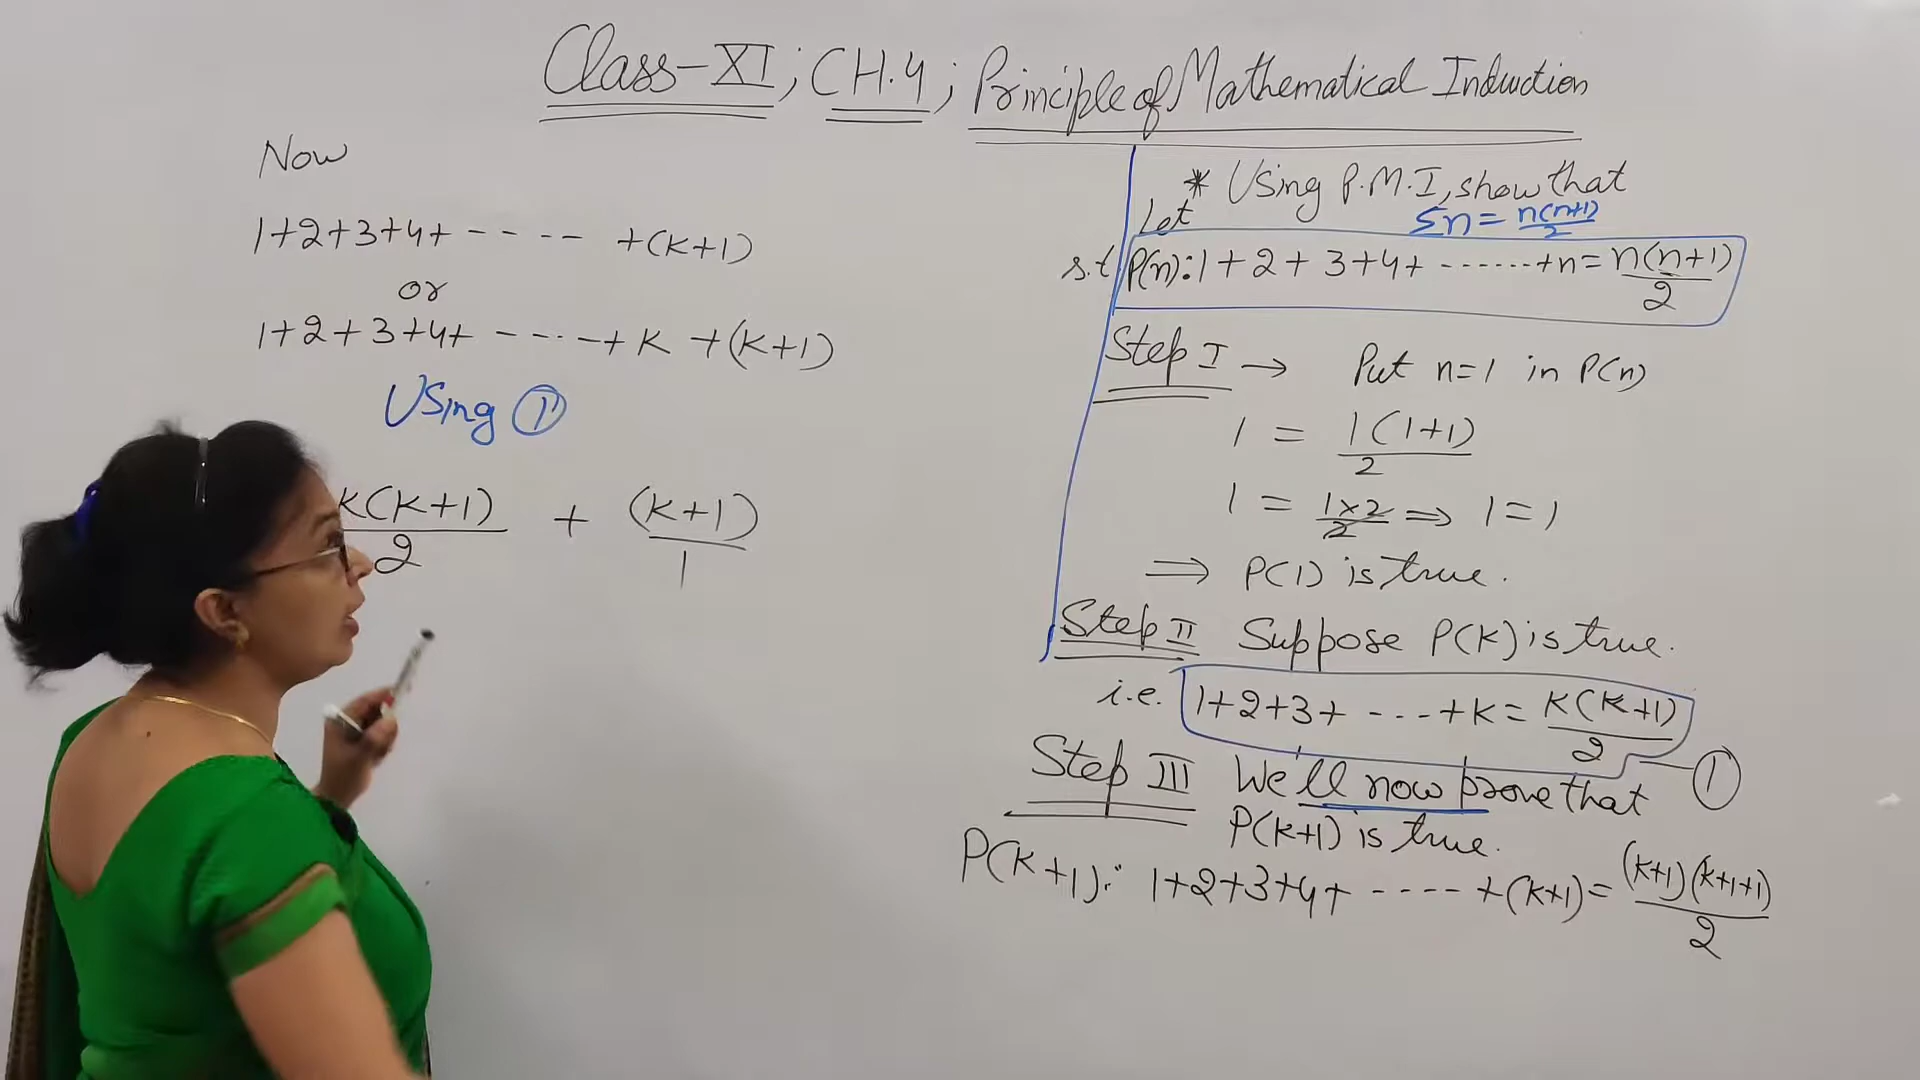 Class-XI; CH.4; Principle of Mathematical Induction
Now
1+2+3+4+ ----- +(k+1)
or
1+2+3+4+ ----- + k +(k+1)
Using ①
k(k+1)/2 + (k+1)/1
* Using P.M.I, show that
Let Σn = n(n+1)/2
s.t P(n): 1+2+3+4+ ------- +n = n(n+1)/2
Step I → Put n=1 in P(n)
1 = 1(1+1)/2
1 = 1×2/2 ⇒ 1=1
⇒ P(1) is true.
Step II Suppose P(k) is true.
i.e. 1+2+3+ ---- +k = k(k+1)/2 ①
Step III We'll now prove that
P(k+1) is true.
P(k+1): 1+2+3+4+ ----- +(k+1) = (k+1)(k+1+1)/2